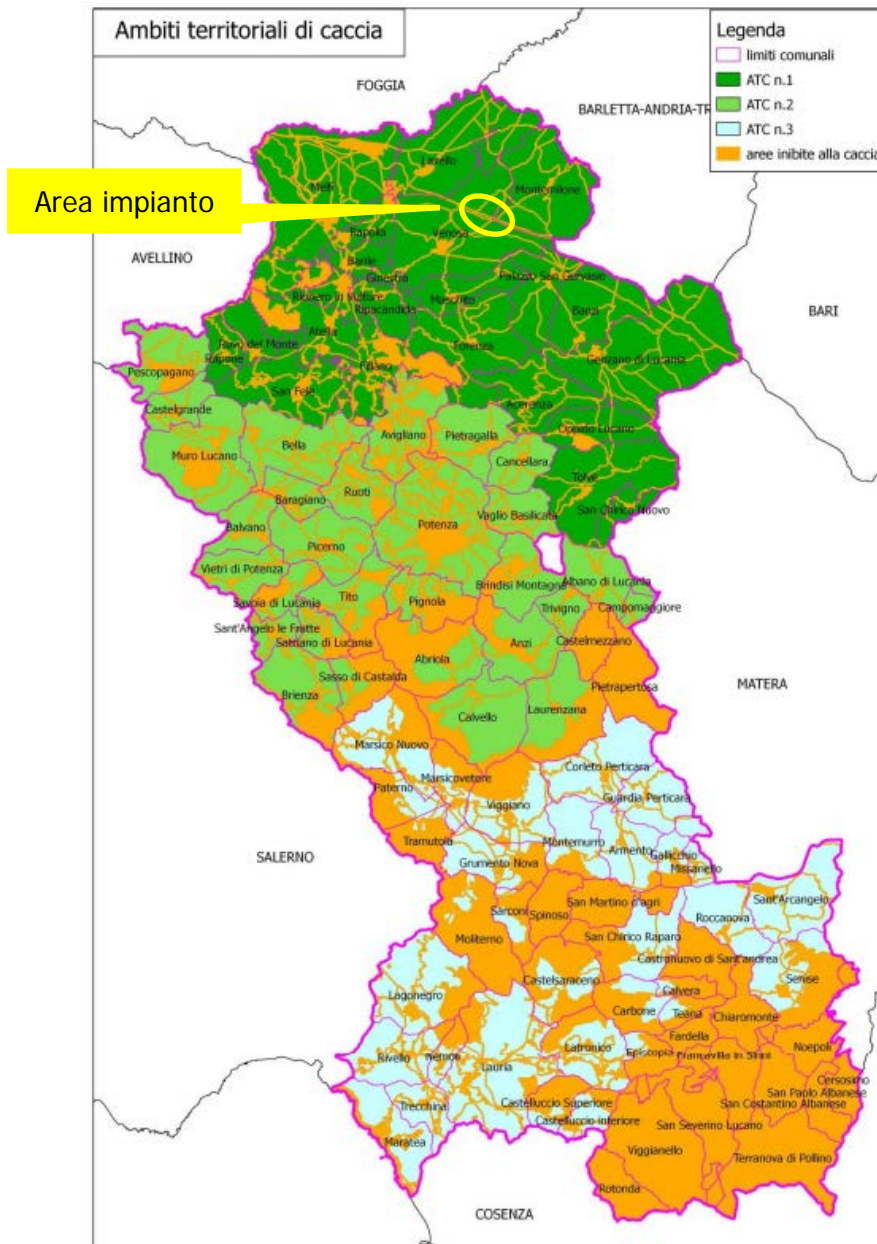 Ambiti territoriali di caccia
Legenda
limiti comunali
ATC n.1
ATC n.2
ATC n.3
aree inibite alla caccia
FOGGIA
BARLETTA-ANDRIA-TR
Area impianto
AVELLINO
BARI
MATERA
SALERNO
COSENZA
Lavello
Melfi
Montemilone
Rapolla
Venosa
Barile
Ginestra
Palazzo San Gervasio
Rionero in Vulture
Ripacandida
Maschito
Banzi
Atella
Forenza
Ruvo del Monte
Genzano di Lucania
Rapone
Filiano
Pescopagano
San Fele
Acerenza
Castelgrande
Oppido Lucano
Avigliano
Pietragalla
Bella
Muro Lucano
Cancellara
Tolve
Ruoti
Baragiano
San Chirico Nuovo
Vaglio Basilicata
Potenza
Balvano
Picerno
Vietri di Potenza
Brindisi Montagna
Albano di Lucania
Tito
Savoia di Lucania
Pignola
Trivigno
Campomaggiore
Sant'Angelo le Fratte
Satriano di Lucania
Anzi
Castelmezzano
Abriola
Sasso di Castalda
Pietrapertosa
Brienza
Laurenzana
Calvello
Marsico Nuovo
Corleto Perticara
Marsicovetere
Paterno
Viggiano
Guardia Perticara
Tramutola
Montemurro
Armento
Gallicchio
Grumento Nova
Missanello
Sant'Arcangelo
San Martino d'agri
Roccanova
Sarconi
Spinoso
Moliterno
San Chirico Raparo
Castronuovo di Sant'andrea
Castelsaraceno
Senise
Calvera
Lagonegro
Carbone
Teana
Chiaromonte
Fardella
Latronico
Episcopia
Francavilla in Sinni
Noepoli
Rivello
Nemoli
Lauria
Cersosimo
San Paolo Albanese
Castelluccio Superiore
San Costantino Albanese
Trecchina
Castelluccio inferiore
San Severino Lucano
Maratea
Viggianello
Terranova di Pollino
Rotonda